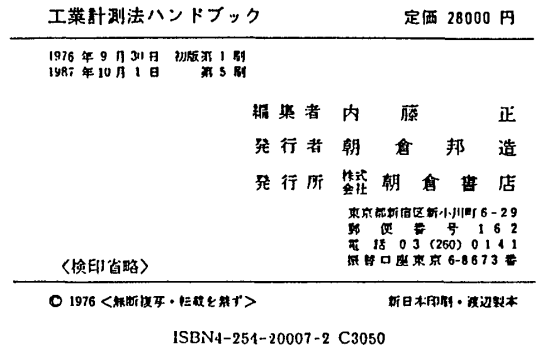 工業計測法ハンドブック 定価 28000 円
1976 年 9 月 30 日 初版第 1 刷
1987 年 10 月 1 日 第 5 刷
編集者 内藤正
発行者 朝倉邦造
発行所 株式会社 朝倉書店
東京都新宿区新小川町 6-29
郵便番号 162
電話 03 (260) 0141
振替口座東京 6-8673 番
〈検印省略〉
© 1976 <無断複写・転載を禁ず> 新日本印刷・渡辺製本
ISBN4-254-20007-2 C3050